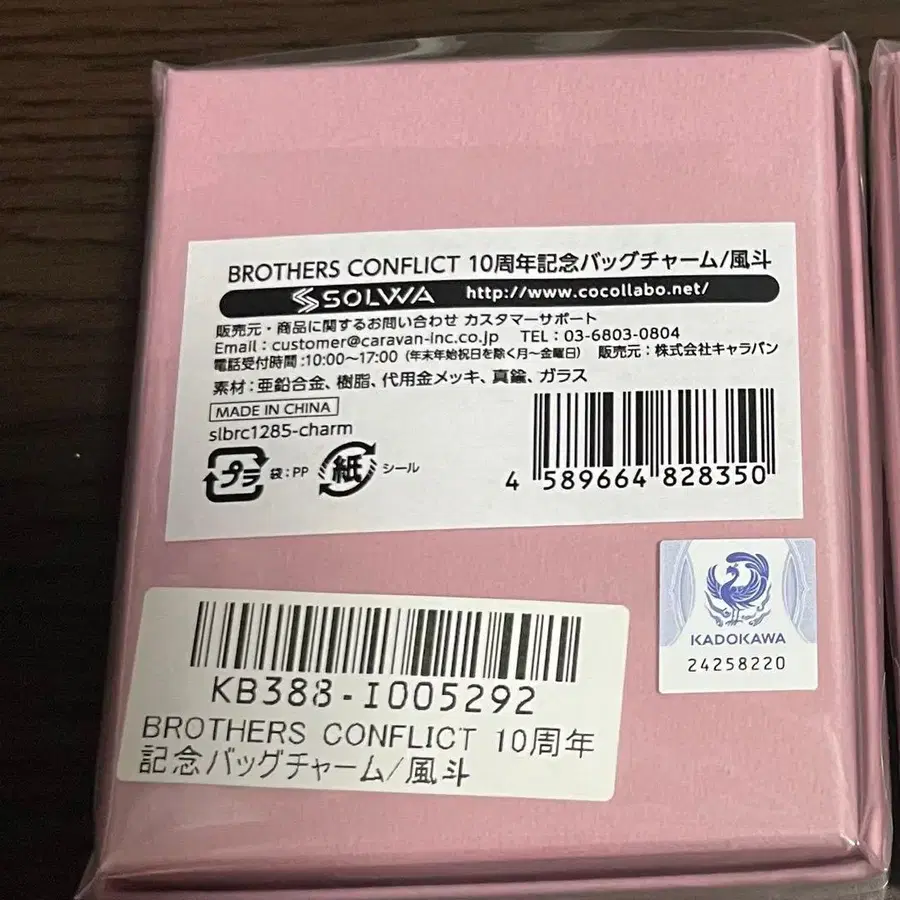 BROTHERS CONFLICT 10周年記念バッグチャーム/風斗
SOLWA http://www.cocollabo.net/
販売元・商品に関するお問い合わせ カスタマーサポート
Email : customer@caravan-inc.co.jp TEL : 03-6803-0804
電話受付時間:10:00～17:00 (年末年始祝日を除く月～金曜日) 販売元:株式会社キャラバン
素材:亜鉛合金、樹脂、代用金メッキ、真鍮、ガラス
MADE IN CHINA
slbrc1285-charm
プラ 袋:PP 紙 シール
4 589664 828350
KADOKAWA
24258220
KB388-I005292
BROTHERS CONFLICT 10周年
記念バッグチャーム/風斗